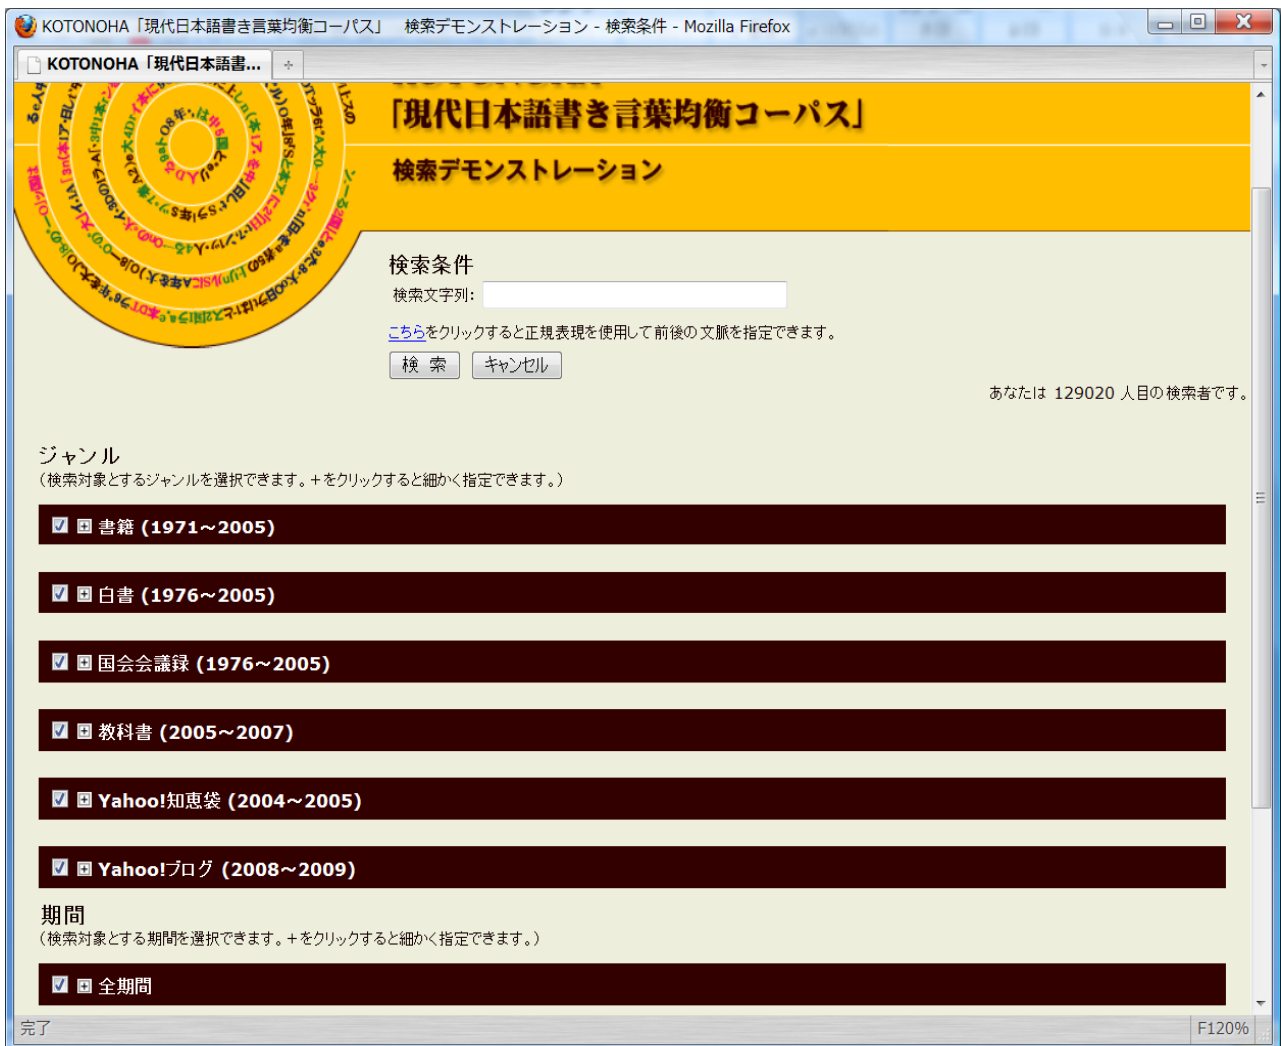 KOTONOHA「現代日本語書き言葉均衡コーパス」　検索デモンストレーション - 検索条件 - Mozilla Firefox
KOTONOHA「現代日本語書...
「現代日本語書き言葉均衡コーパス」
検索デモンストレーション
検索条件
検索文字列:
こちらをクリックすると正規表現を使用して前後の文脈を指定できます。
検 索 キャンセル
あなたは 129020 人目の検索者です。
ジャンル
（検索対象とするジャンルを選択できます。+をクリックすると細かく指定できます。）
書籍 (1971～2005)
白書 (1976～2005)
国会会議録 (1976～2005)
教科書 (2005～2007)
Yahoo!知恵袋 (2004～2005)
Yahoo!ブログ (2008～2009)
期間
（検索対象とする期間を選択できます。+をクリックすると細かく指定できます。）
全期間
完了
F120%